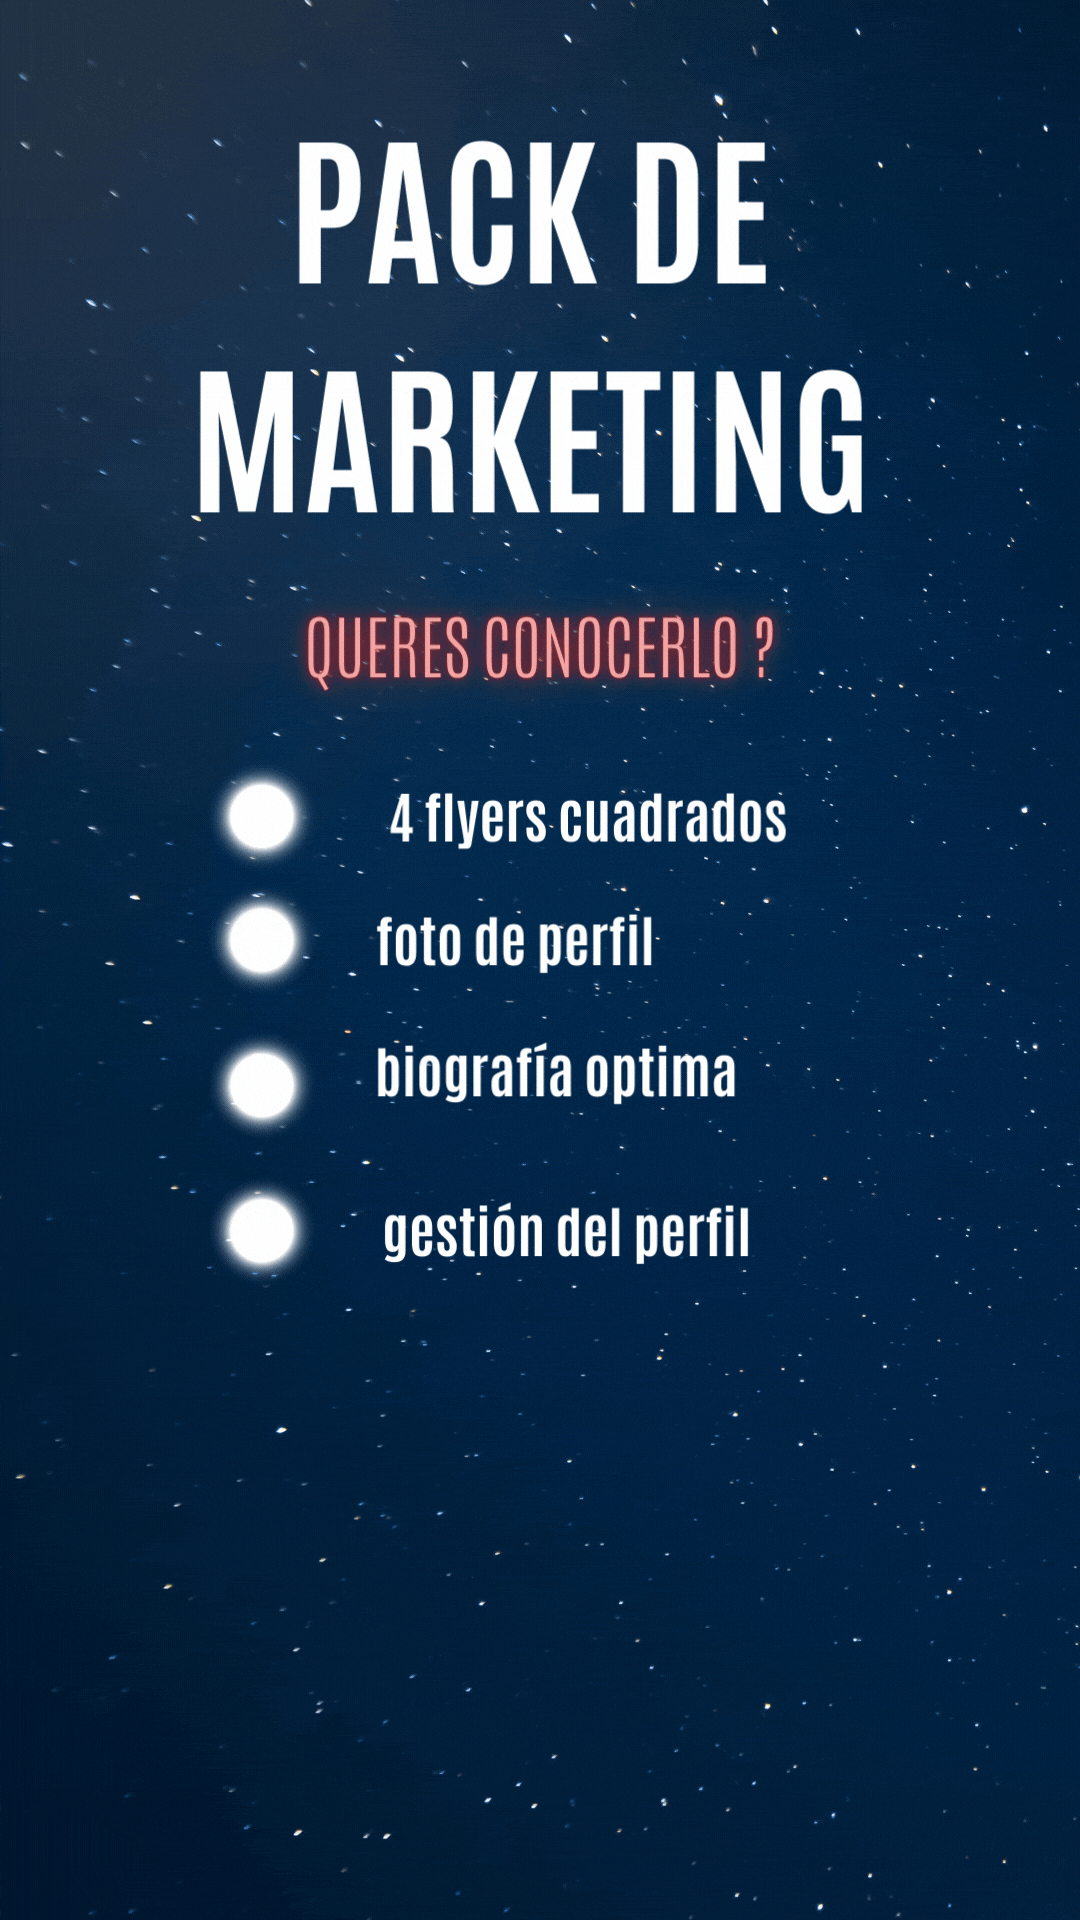 PACK DE
MARKETING
QUERES CONOCERLO ?
4 flyers cuadrados
foto de perfil
biografía optima
gestión del perfil